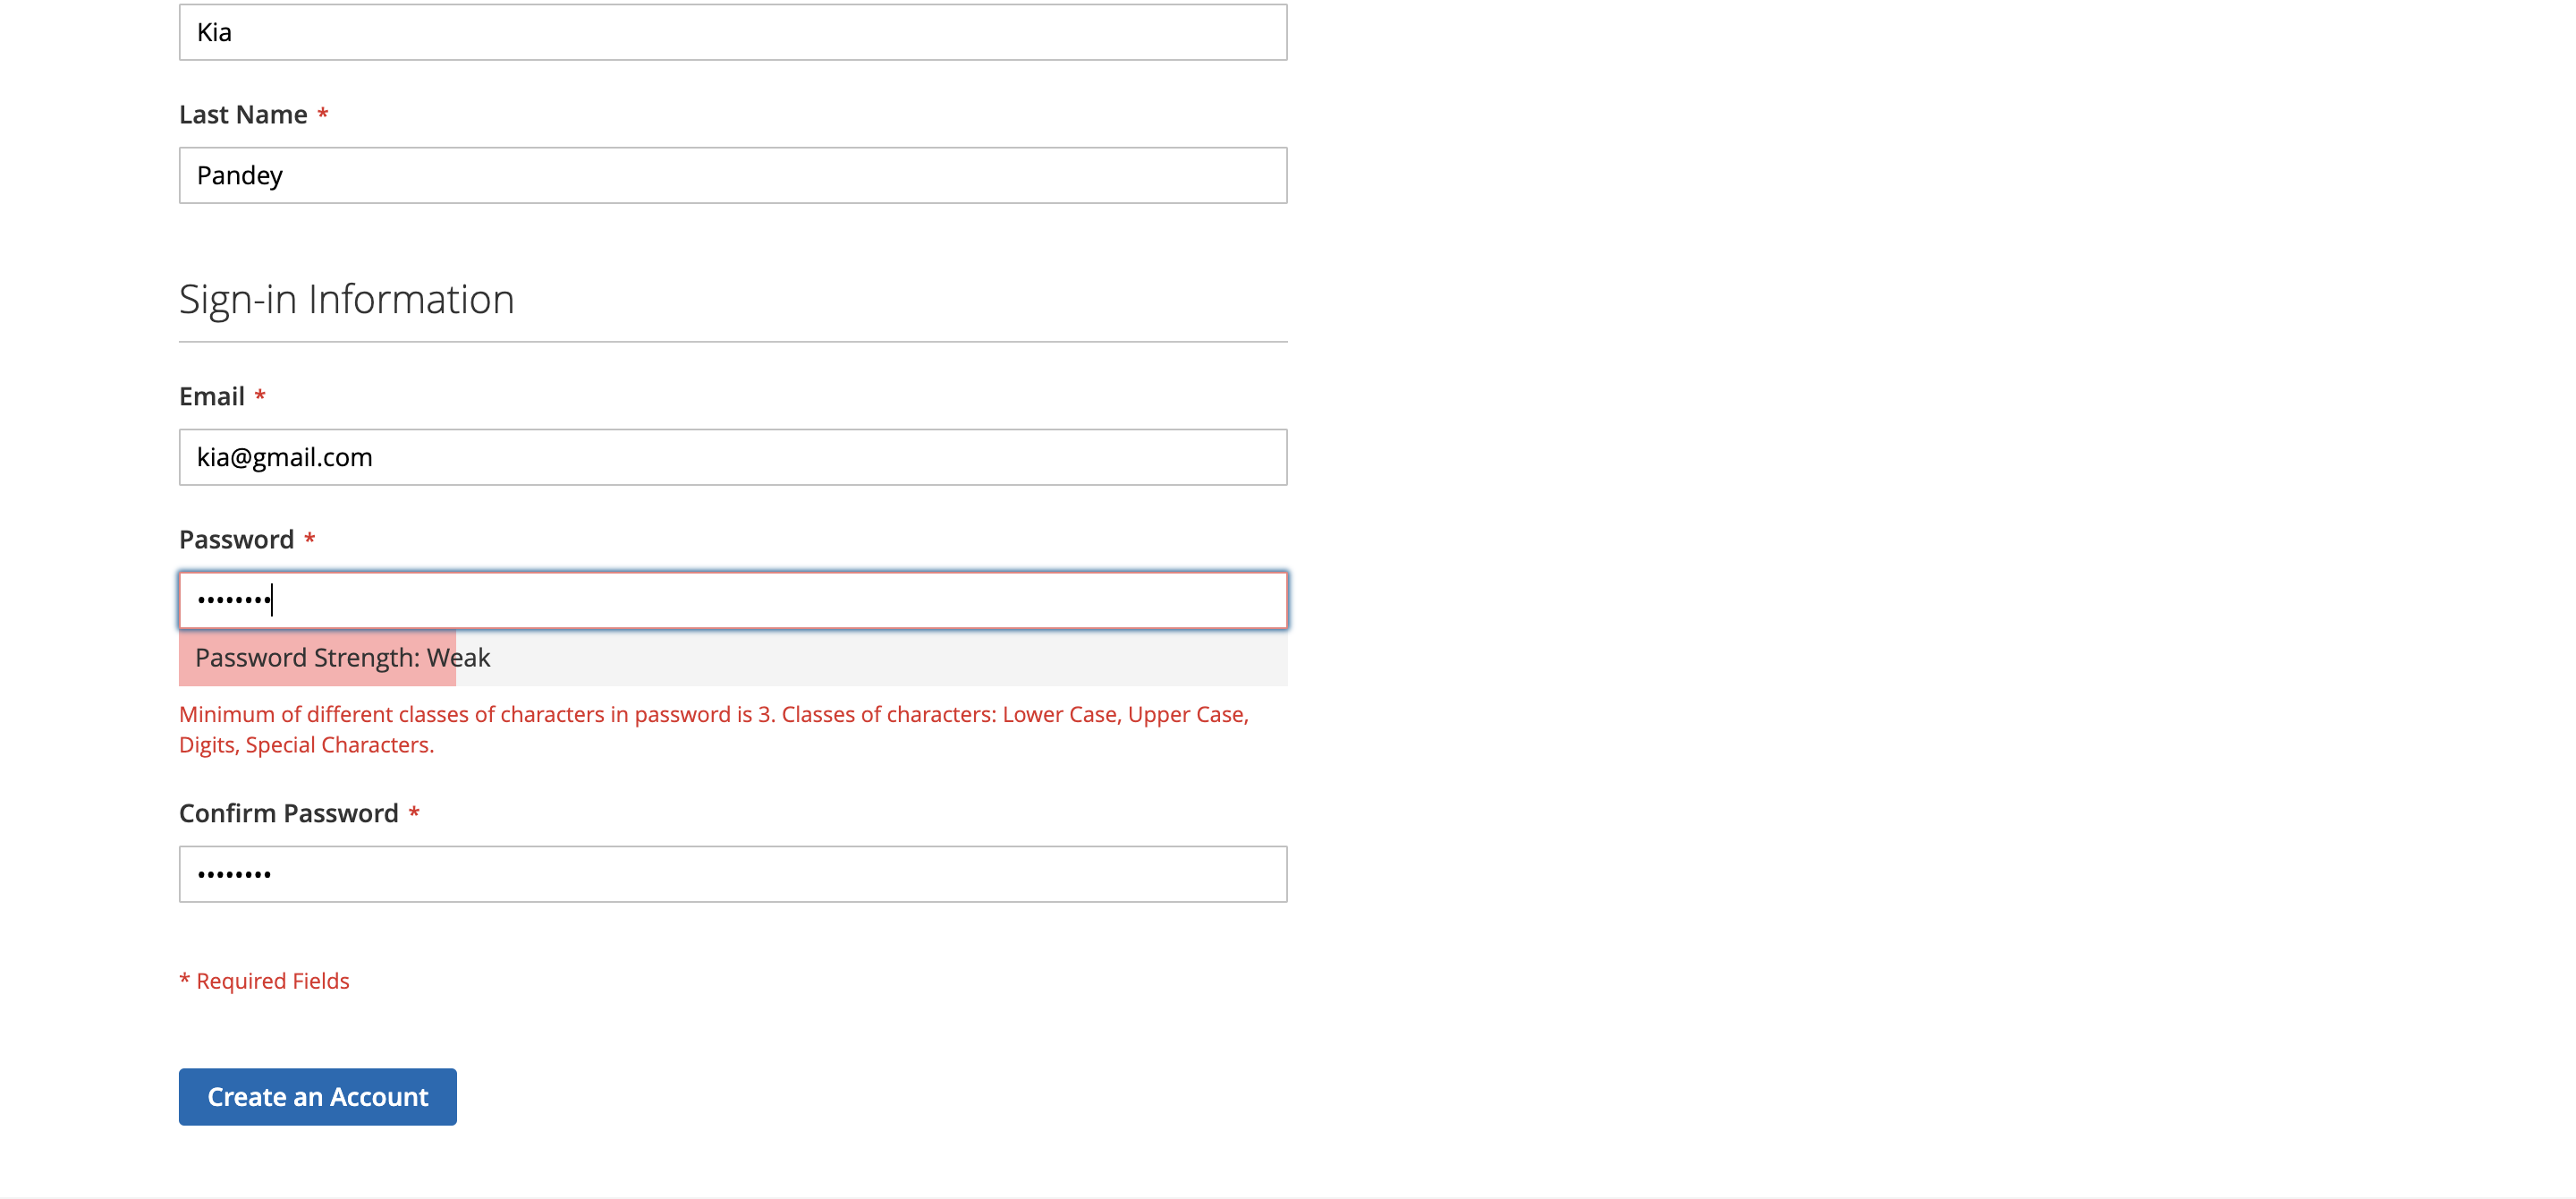 Kia
Last Name *
Pandey
Sign-in Information
Email *
kia@gmail.com
Password *
••••••••
Password Strength: Weak
Minimum of different classes of characters in password is 3. Classes of characters: Lower Case, Upper Case,
Digits, Special Characters.
Confirm Password *
••••••••
* Required Fields
Create an Account